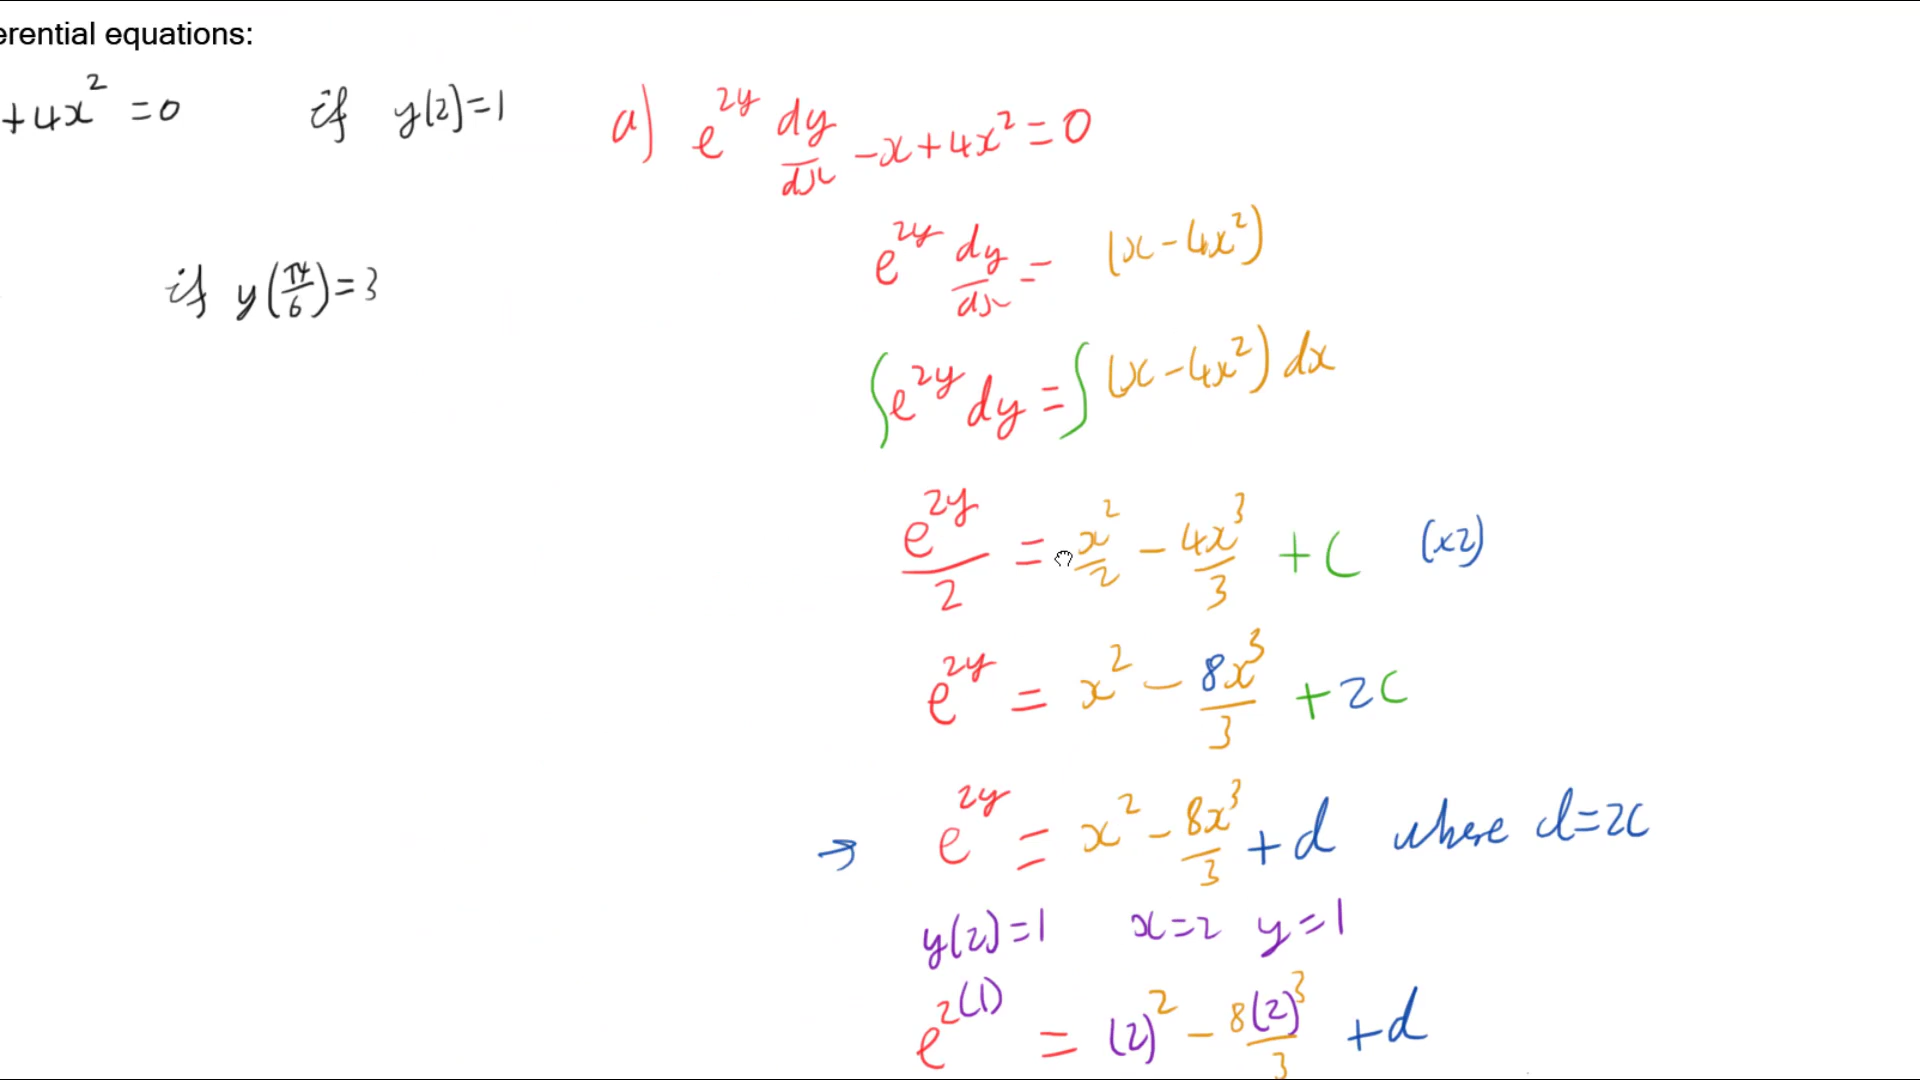 erential equations:
+4x² =0 if y(2)=1
if y(π/6)=3
a) e^{2y} dy/dx -x+4x²=0
e^{2y} dy/dx = (x-4x²)
∫e^{2y} dy = ∫(x-4x²) dx
e^{2y}/2 = x²/2 - 4x³/3 + C (x2)
e^{2y} = x² - 8x³/3 + 2C
→ e^{2y} = x² - 8x³/3 + d where d=2C
y(2)=1 x=2 y=1
e^{2(1)} = (2)² - 8(2)³/3 + d